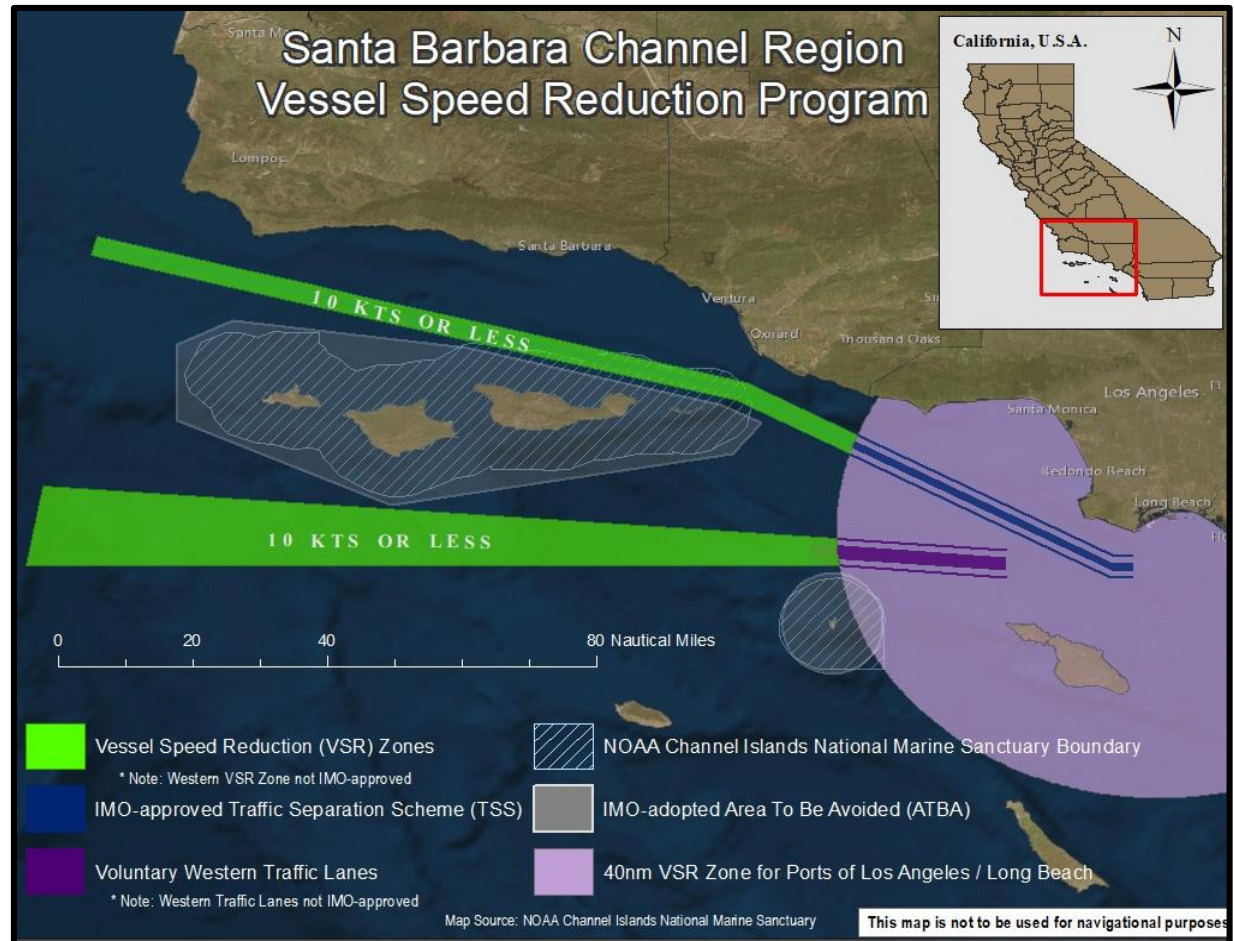 Santa Barbara Channel Region
Vessel Speed Reduction Program
California, U.S.A.
N
Lompoc
Santa Barbara
Ventura
Oxnard
Thousand Oaks
Los Angeles
Santa Monica
Redondo Beach
Long Beach
10 KTS OR LESS
10 KTS OR LESS
0 20 40 80 Nautical Miles
Vessel Speed Reduction (VSR) Zones
* Note: Western VSR Zone not IMO-approved
IMO-approved Traffic Separation Scheme (TSS)
Voluntary Western Traffic Lanes
* Note: Western Traffic Lanes not IMO-approved
NOAA Channel Islands National Marine Sanctuary Boundary
IMO-adopted Area To Be Avoided (ATBA)
40nm VSR Zone for Ports of Los Angeles / Long Beach
Map Source: NOAA Channel Islands National Marine Sanctuary
This map is not to be used for navigational purposes